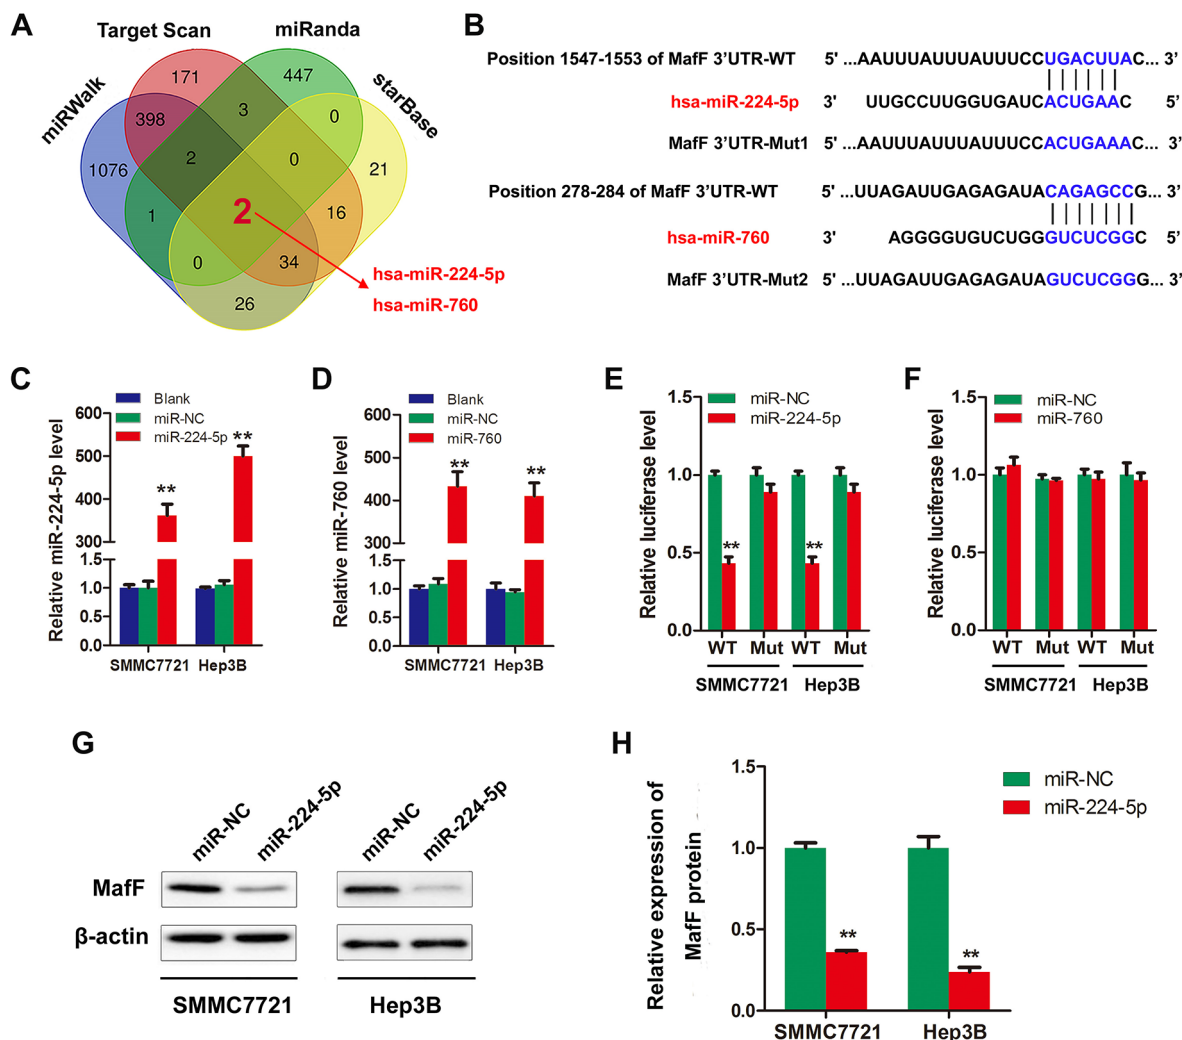 A
Target Scan
miRanda
miRWalk
starBase
171
447
398
3
0
1076
2
0
21
1
2
16
0
34
26
hsa-miR-224-5p
hsa-miR-760
B
Position 1547-1553 of MafF 3'UTR-WT 5' ...AAUUUAUUUAUUUCCUGACUUAC... 3'
hsa-miR-224-5p 3' UUGCCUUGGUGAUCACUGAAC 5'
MafF 3'UTR-Mut1 5' ...AAUUUAUUUAUUUCCACUGAAAC... 3'
Position 278-284 of MafF 3'UTR-WT 5' ...UUAGAUUGAGAGAUACAGAGCCG... 3'
hsa-miR-760 3' AGGGGUGUCUGGGUCUCGGC 5'
MafF 3'UTR-Mut2 5' ...UUAGAUUGAGAGAUAGUCUCGGG... 3'
C
Relative miR-224-5p level
Blank
miR-NC
miR-224-5p
600
500
400
300
1.5
1.0
0.5
0.0
**
**
SMMC7721 Hep3B
D
Relative miR-760 level
Blank
miR-NC
miR-760
600
500
400
300
1.5
1.0
0.5
0.0
**
**
SMMC7721 Hep3B
E
Relative luciferase level
miR-NC
miR-224-5p
1.5
1.0
0.5
0.0
**
**
WT Mut WT Mut
SMMC7721 Hep3B
F
Relative luciferase level
miR-NC
miR-760
1.5
1.0
0.5
0.0
WT Mut WT Mut
SMMC7721 Hep3B
G
miR-NC miR-224-5p miR-NC miR-224-5p
MafF
β-actin
SMMC7721 Hep3B
H
Relative expression of
MafF protein
miR-NC
miR-224-5p
1.5
1.0
0.5
0.0
**
**
SMMC7721 Hep3B